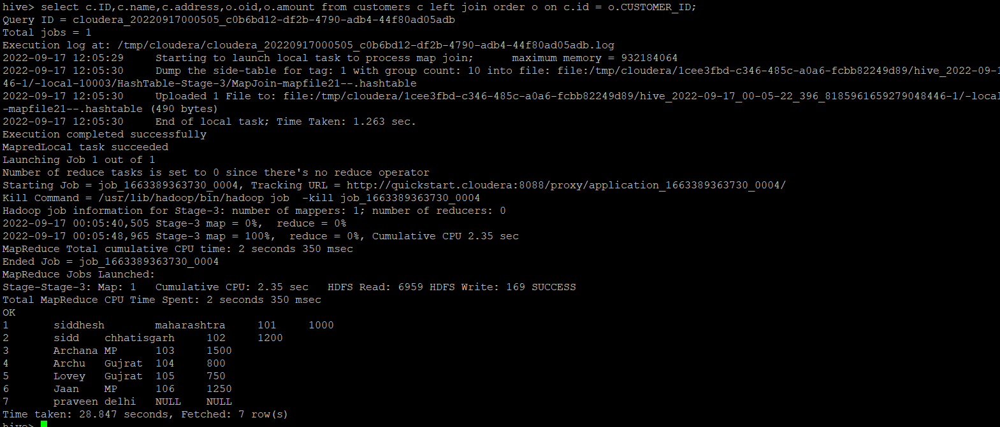 hive> select c.ID,c.name,c.address,o.oid,o.amount from customers c left join order o on c.id = o.CUSTOMER_ID;
Query ID = cloudera_20220917000505_c0b6bd12-df2b-4790-adb4-44f80ad05adb
Total jobs = 1
Execution log at: /tmp/cloudera/cloudera_20220917000505_c0b6bd12-df2b-4790-adb4-44f80ad05adb.log
2022-09-17 12:05:29     Starting to launch local task to process map join;      maximum memory = 932184064
2022-09-17 12:05:30     Dump the side-table for tag: 1 with group count: 10 into file: file:/tmp/cloudera/1cee3fbd-c346-485c-a0a6-fcbb82249d89/hive_2022-09-1
46-1/-local-10003/HashTable-Stage-3/MapJoin-mapfile21--.hashtable
2022-09-17 12:05:30     Uploaded 1 File to: file:/tmp/cloudera/1cee3fbd-c346-485c-a0a6-fcbb82249d89/hive_2022-09-17_00-05-22_396_8185961659279048446-1/-local
-mapfile21--.hashtable (490 bytes)
2022-09-17 12:05:30     End of local task; Time Taken: 1.263 sec.
Execution completed successfully
MapredLocal task succeeded
Launching Job 1 out of 1
Number of reduce tasks is set to 0 since there's no reduce operator
Starting Job = job_1663389363730_0004, Tracking URL = http://quickstart.cloudera:8088/proxy/application_1663389363730_0004/
Kill Command = /usr/lib/hadoop/bin/hadoop job  -kill job_1663389363730_0004
Hadoop job information for Stage-3: number of mappers: 1; number of reducers: 0
2022-09-17 00:05:40,505 Stage-3 map = 0%,  reduce = 0%
2022-09-17 00:05:48,965 Stage-3 map = 100%,  reduce = 0%, Cumulative CPU 2.35 sec
MapReduce Total cumulative CPU time: 2 seconds 350 msec
Ended Job = job_1663389363730_0004
MapReduce Jobs Launched:
Stage-Stage-3: Map: 1   Cumulative CPU: 2.35 sec   HDFS Read: 6959 HDFS Write: 169 SUCCESS
Total MapReduce CPU Time Spent: 2 seconds 350 msec
OK
1       siddhesh        maharashtra     101     1000
2       sidd    chhatisgarh     102     1200
3       Archana MP      103     1500
4       Archu   Gujrat  104     800
5       Lovey   Gujrat  105     750
6       Jaan    MP      106     1250
7       praveen delhi   NULL    NULL
Time taken: 28.847 seconds, Fetched: 7 row(s)
hive>